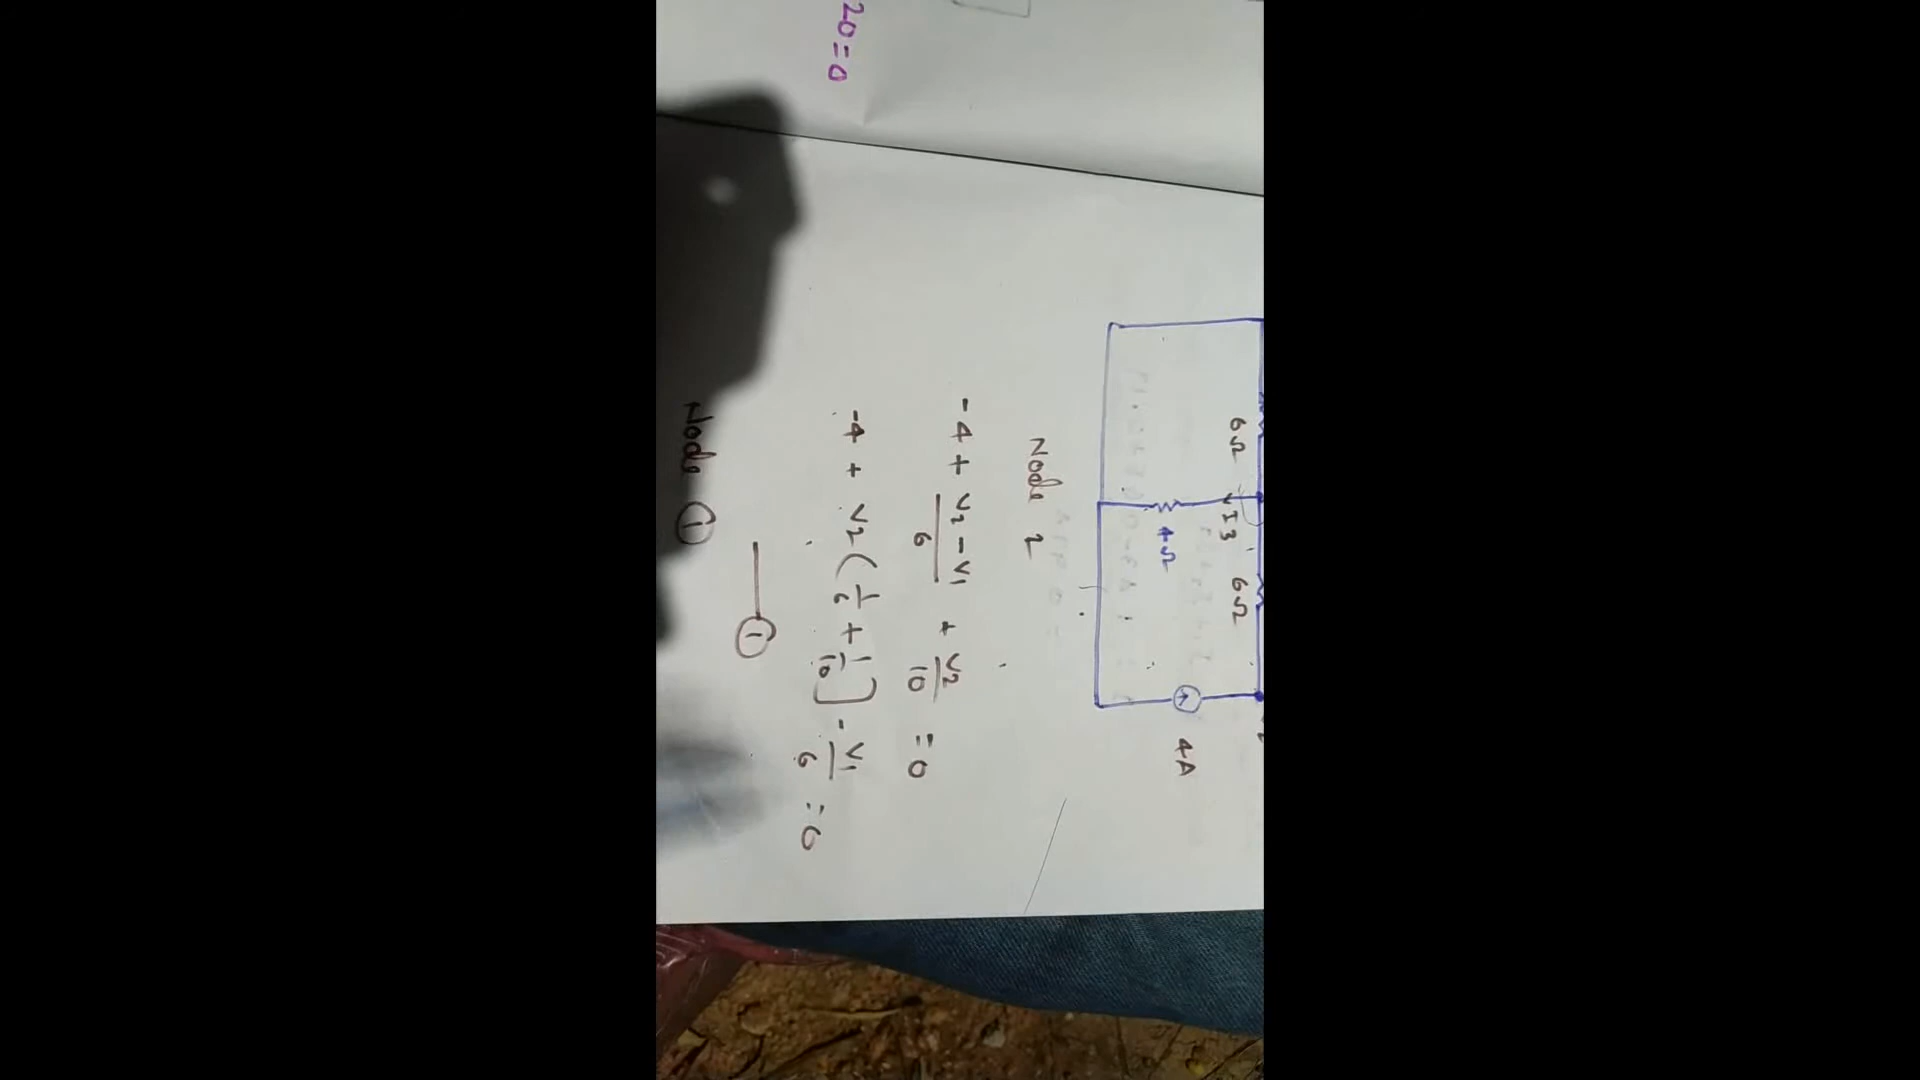 20=0
6Ω
6Ω
I3
4Ω
4A
Node 2
-4 + V2-V1/6 + V2/10 = 0
-4 + V2(1/6 + 1/10) - V1/6 = 0
1
Node 1